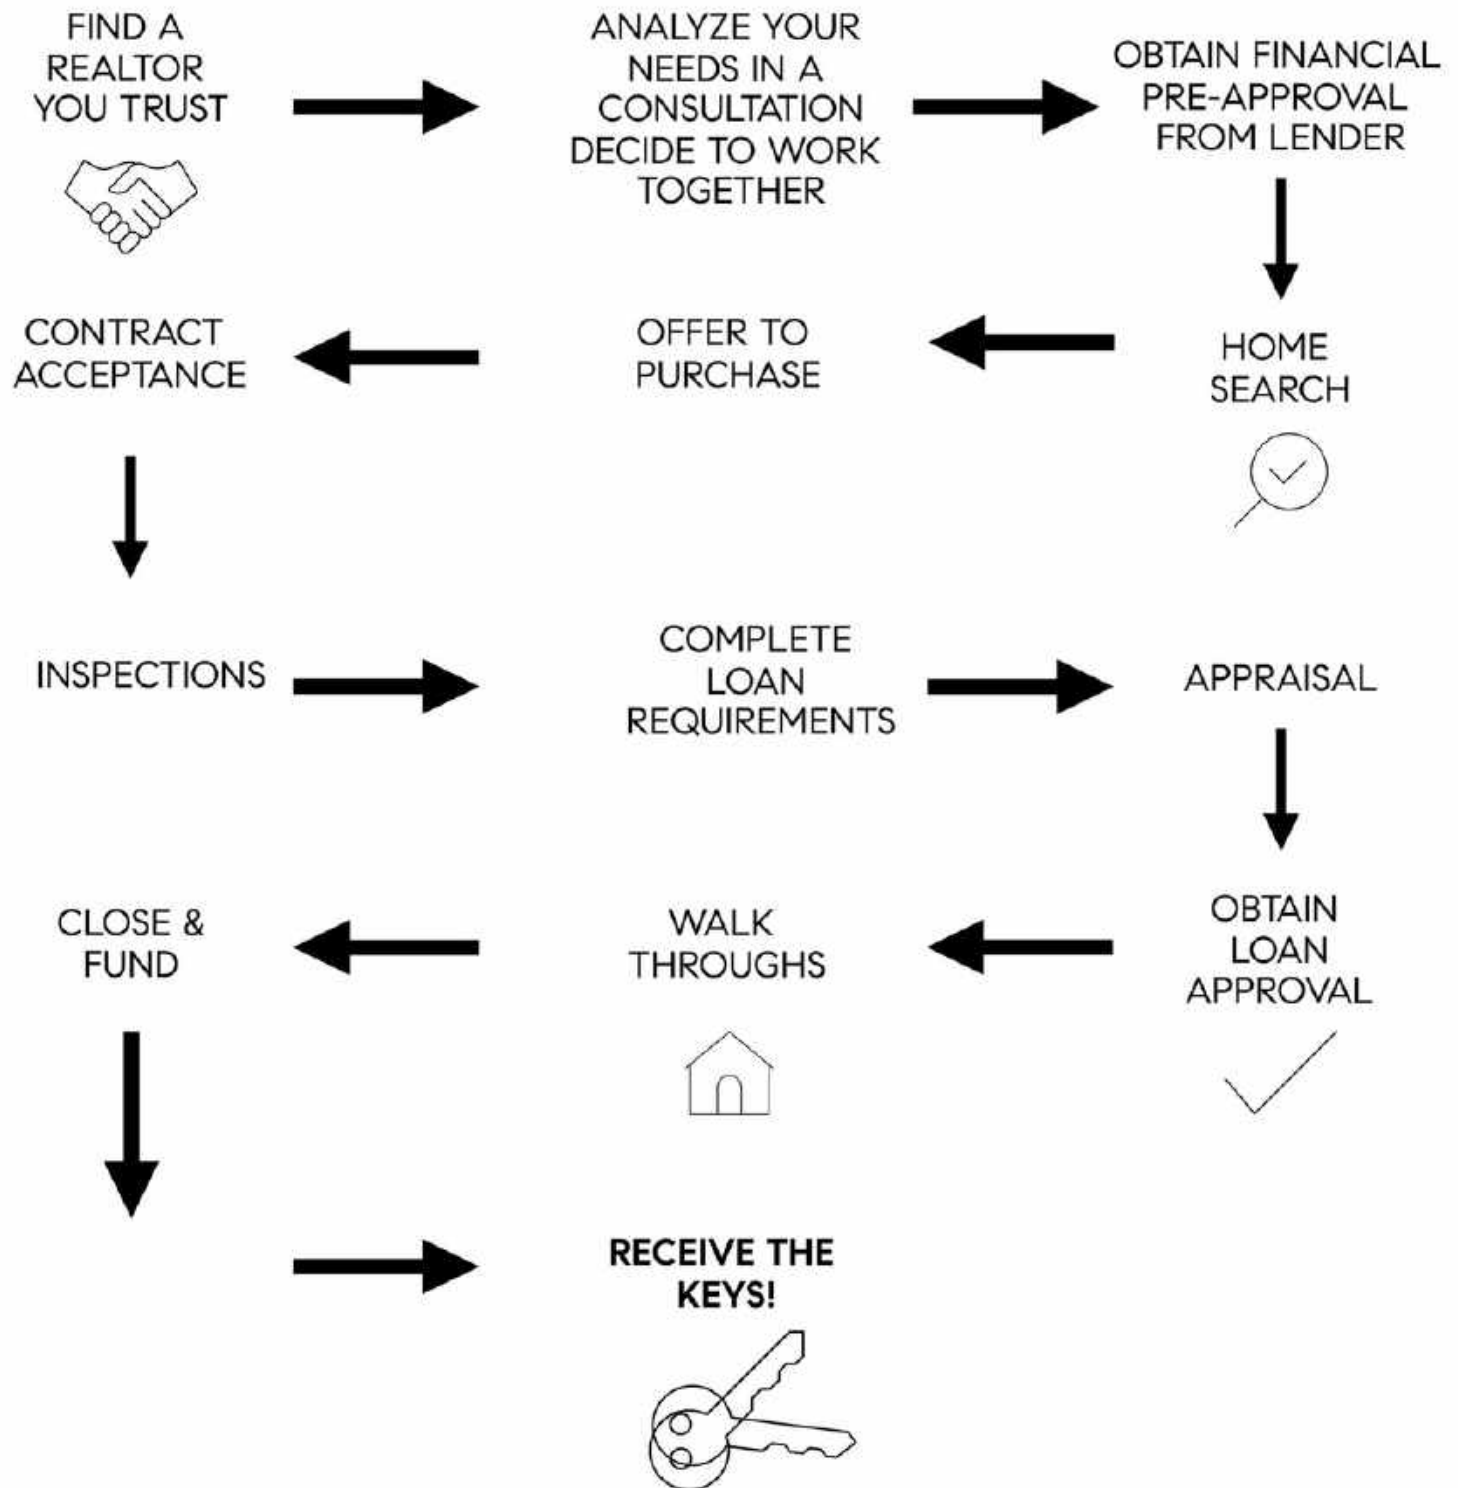 FIND A
REALTOR
YOU TRUST
ANALYZE YOUR
NEEDS IN A
CONSULTATION
DECIDE TO WORK
TOGETHER
OBTAIN FINANCIAL
PRE-APPROVAL
FROM LENDER
HOME
SEARCH
OFFER TO
PURCHASE
CONTRACT
ACCEPTANCE
INSPECTIONS
COMPLETE
LOAN
REQUIREMENTS
APPRAISAL
OBTAIN
LOAN
APPROVAL
WALK
THROUGHS
CLOSE &
FUND
RECEIVE THE
KEYS!